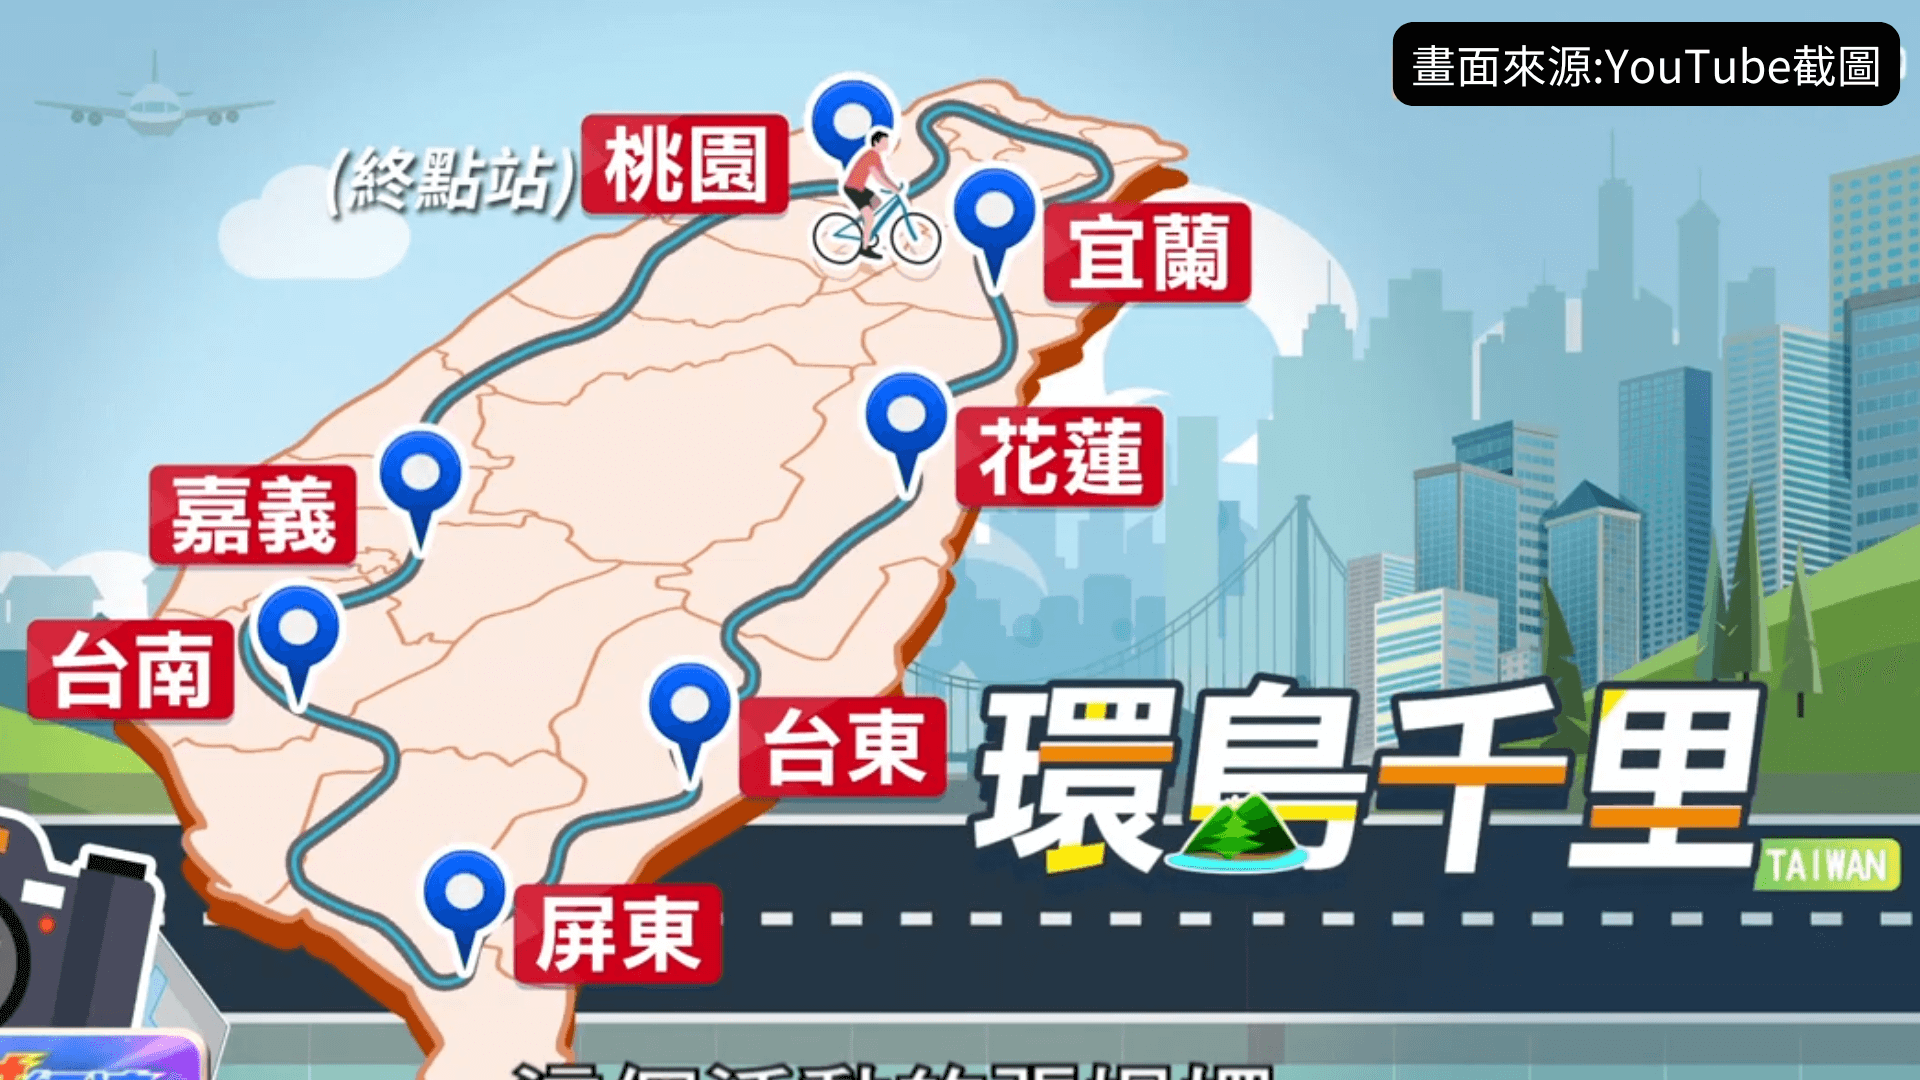 畫面來源:YouTube截圖
(終點站)
桃園
宜蘭
花蓮
嘉義
台南
台東
屏東
環島千里
TAIWAN